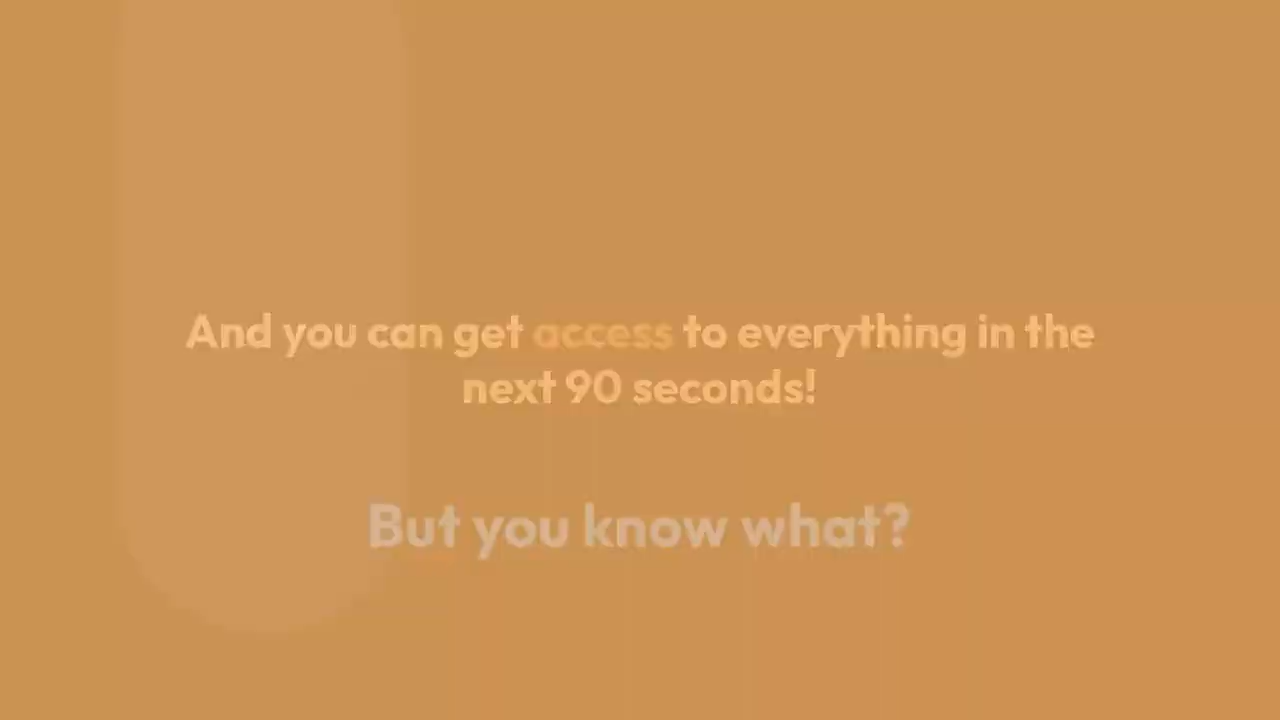 And you can get access to everything in the
next 90 seconds!
But you know what?